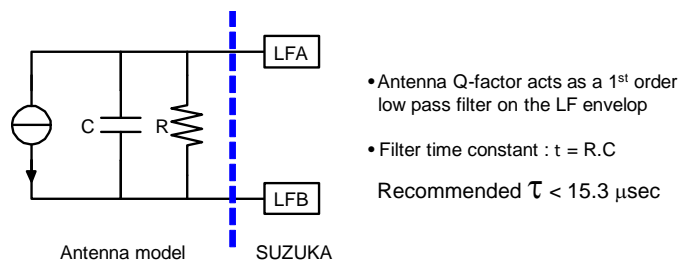 LFA
C
R
LFB
Antenna model
SUZUKA
•Antenna Q-factor acts as a 1st order
low pass filter on the LF envelop
• Filter time constant : t = R.C
Recommended τ < 15.3 μsec